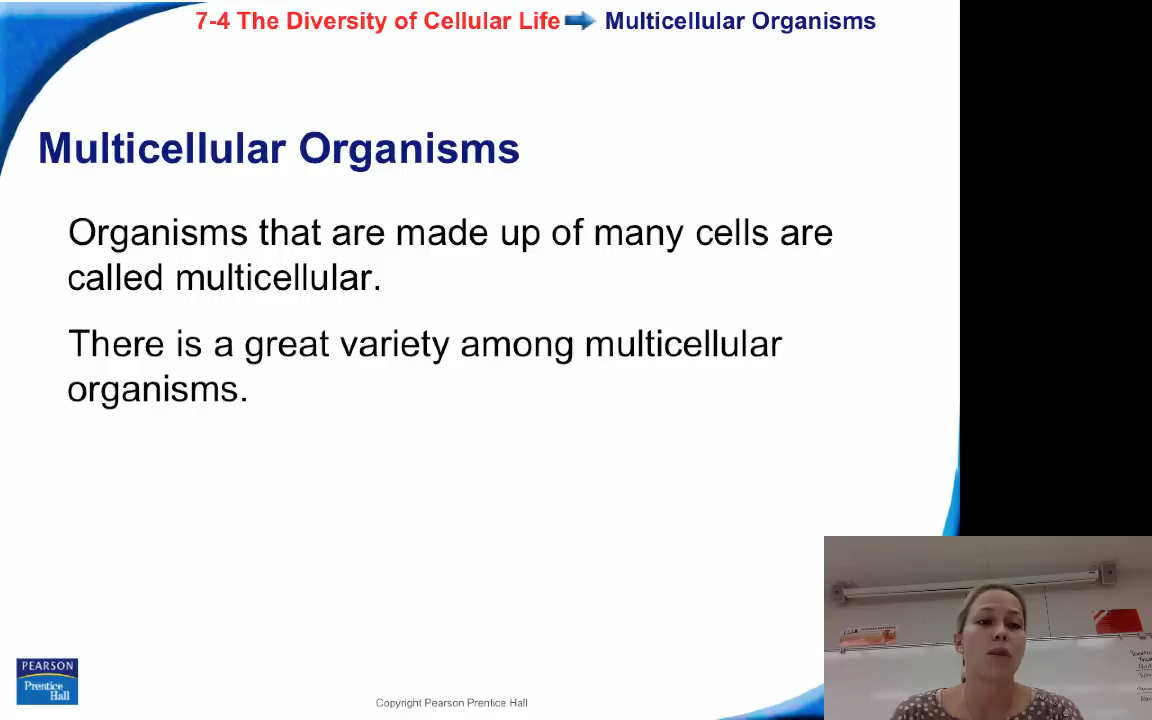 7-4 The Diversity of Cellular Life Multicellular Organisms
Multicellular Organisms
Organisms that are made up of many cells are
called multicellular.
There is a great variety among multicellular
organisms.
PEARSON
Prentice
Hall
Copyright Pearson Prentice Hall